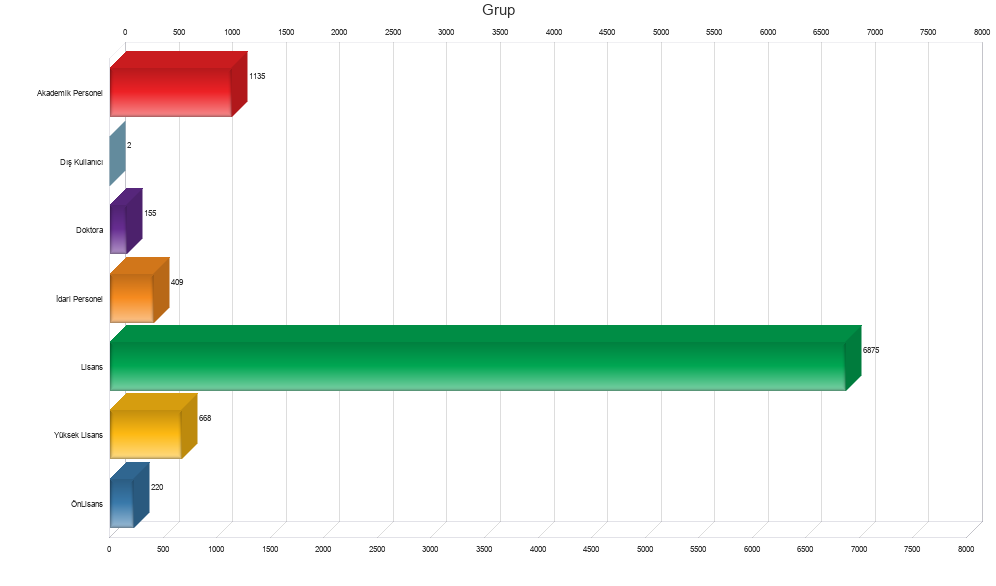 Grup
0 500 1000 1500 2000 2500 3000 3500 4000 4500 5000 5500 6000 6500 7000 7500 8000
Akademik Personel 1135
Dış Kullanıcı 2
Doktora 155
İdari Personel 409
Lisans 6875
Yüksek Lisans 668
ÖnLisans 220
0 500 1000 1500 2000 2500 3000 3500 4000 4500 5000 5500 6000 6500 7000 7500 8000